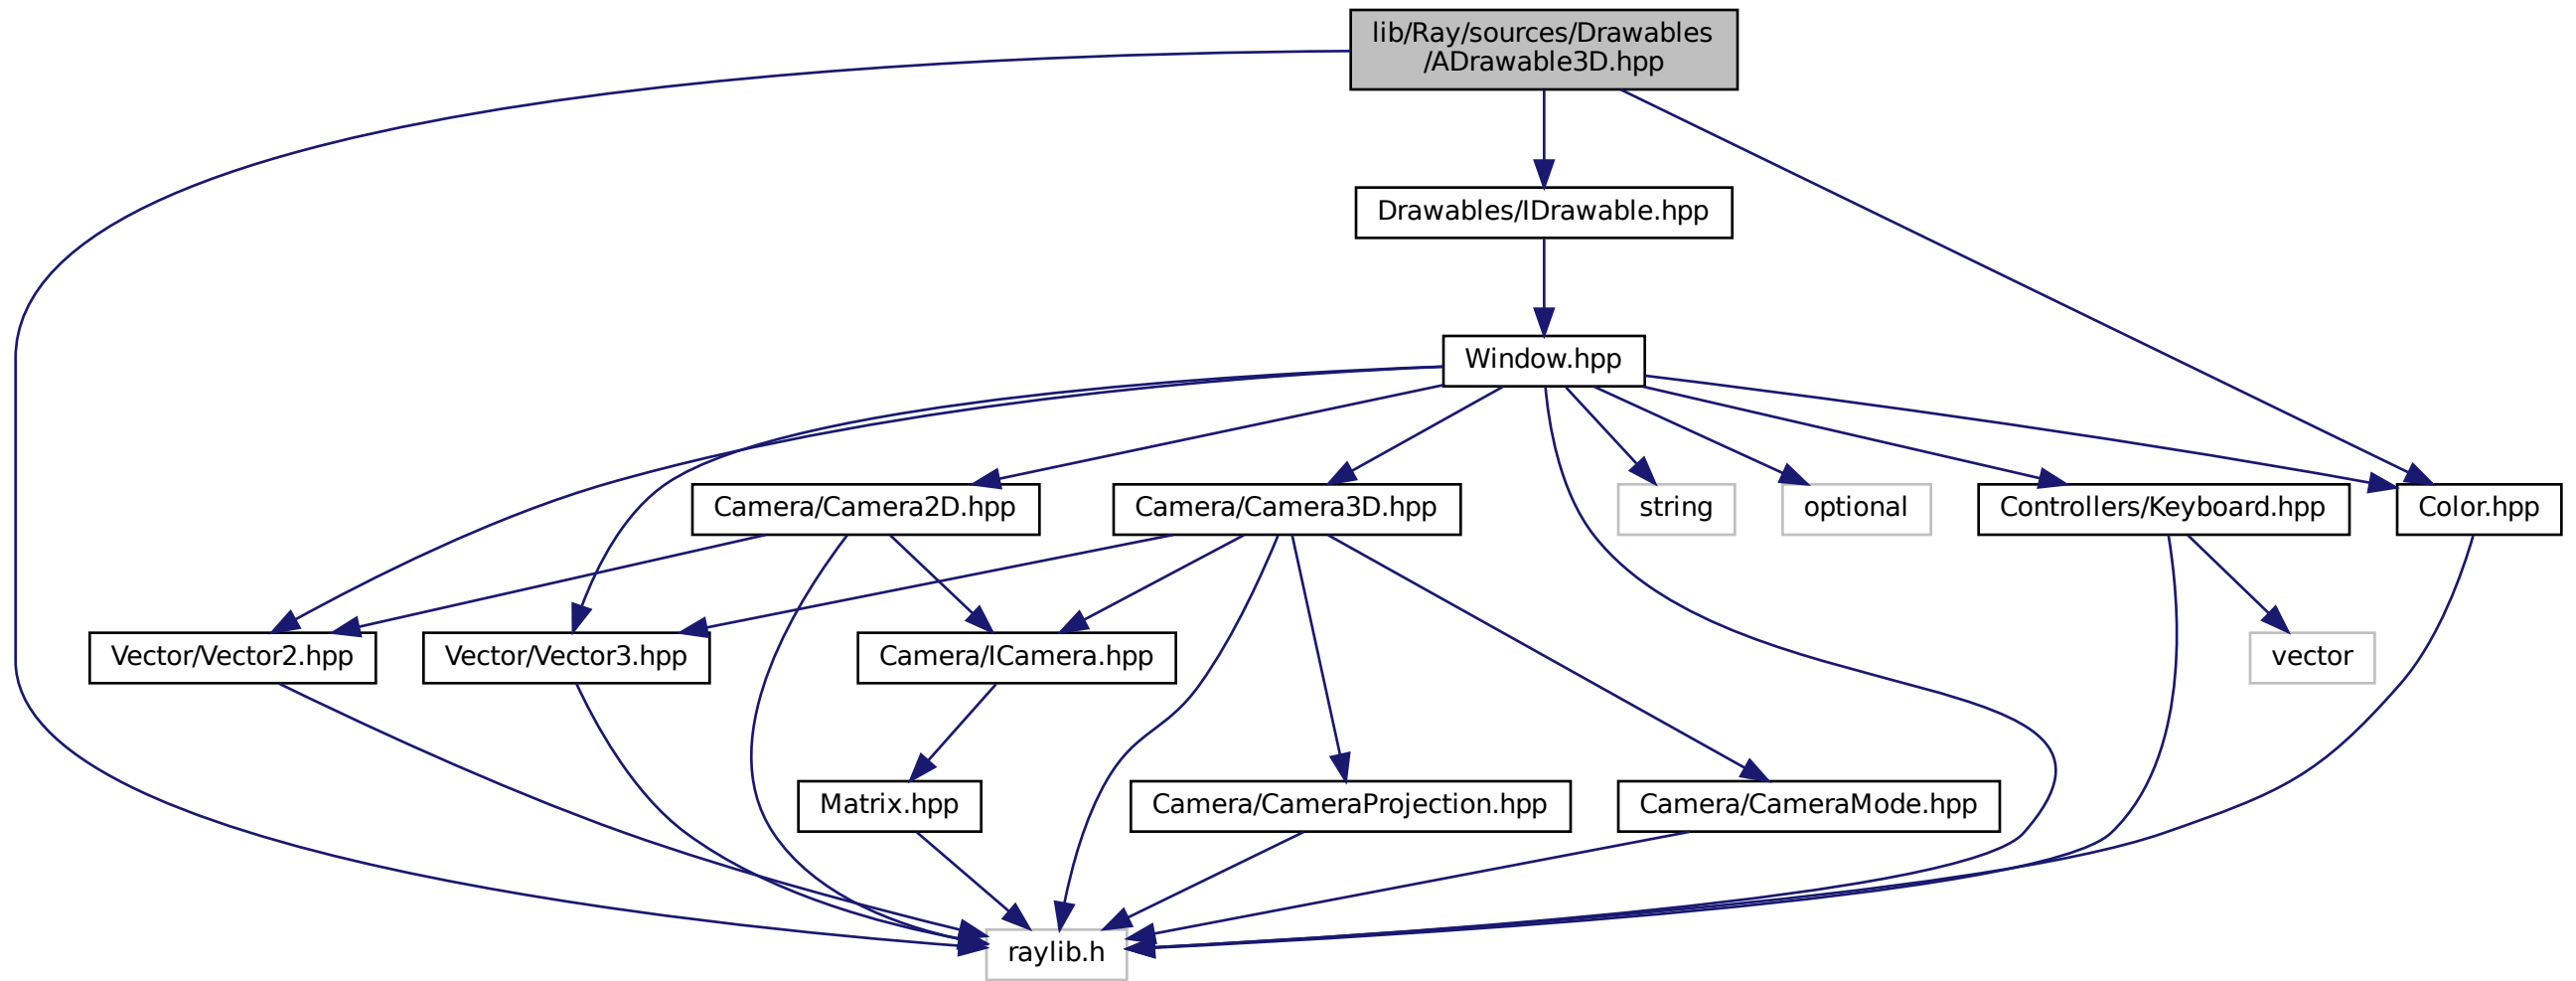 lib/Ray/sources/Drawables
/ADrawable3D.hpp
Drawables/IDrawable.hpp
Window.hpp
Camera/Camera2D.hpp
Camera/Camera3D.hpp
string
optional
Controllers/Keyboard.hpp
Color.hpp
Vector/Vector2.hpp
Vector/Vector3.hpp
Camera/ICamera.hpp
vector
Matrix.hpp
Camera/CameraProjection.hpp
Camera/CameraMode.hpp
raylib.h